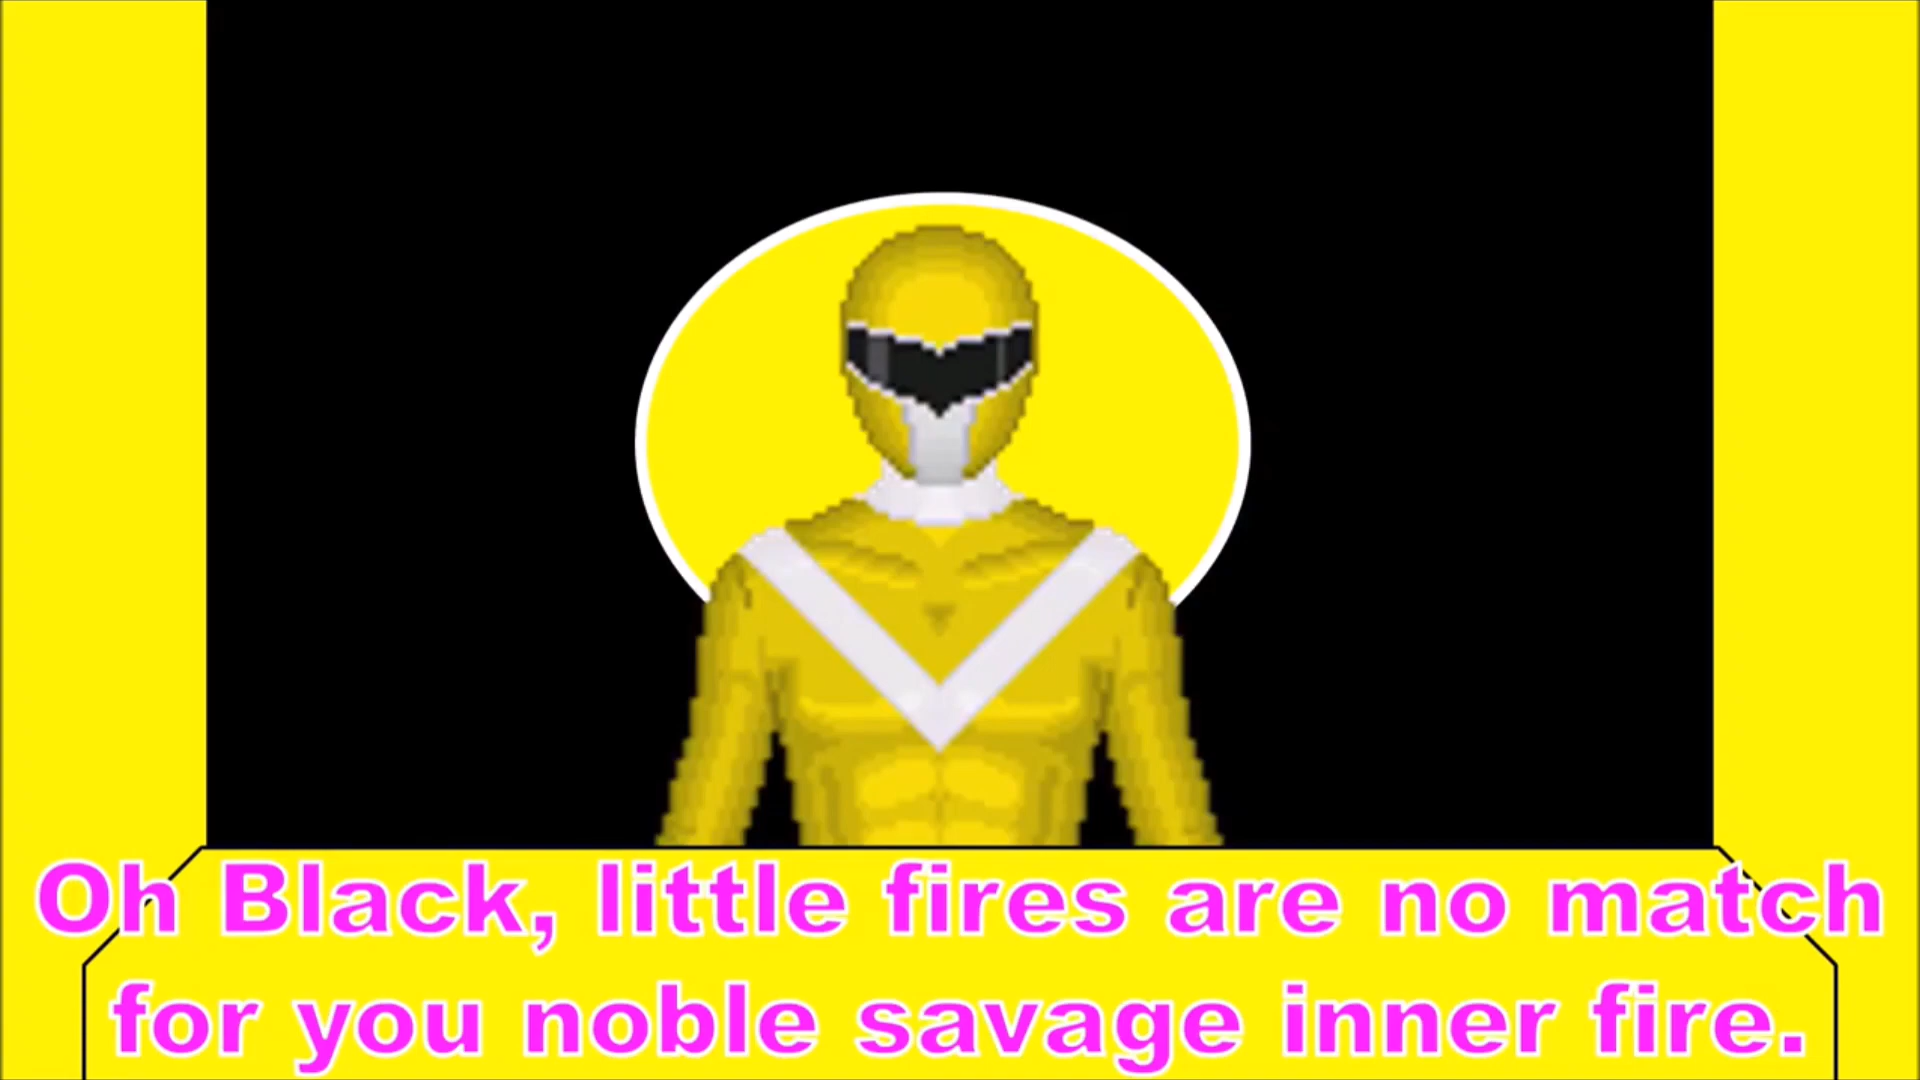 Oh Black, little fires are no match
for you noble savage inner fire.